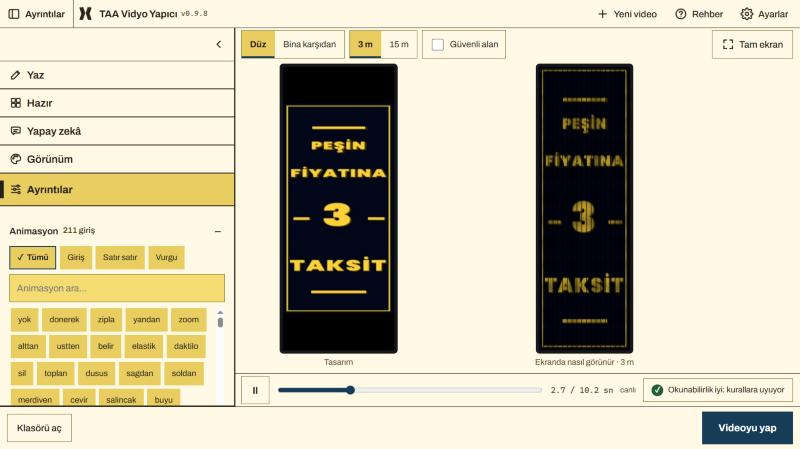 Ayrıntılar
TAA Vidyo Yapıcı v0.9.8
Yeni video
Rehber
Ayarlar
Yaz
Hazır
Yapay zekâ
Görünüm
Ayrıntılar
Animasyon 211 giriş
✓ Tümü Giriş Satır satır Vurgu
Animasyon ara...
yok donerek zipla yandan zoom
alttan ustten belir elastik daktilo
sil toplan dusus sagdan soldan
merdiven cevir salincak buyu
Düz Bina karşıdan 3 m 15 m Güvenli alan Tam ekran
PEŞİN
FİYATINA
3
TAKSİT
Tasarım
PEŞİN
FİYATINA
3
TAKSİT
Ekranda nasıl görünür · 3 m
2.7 / 10.2 sn canlı
Okunabilirlik iyi: kurallara uyuyor
Klasörü aç
Videoyu yap